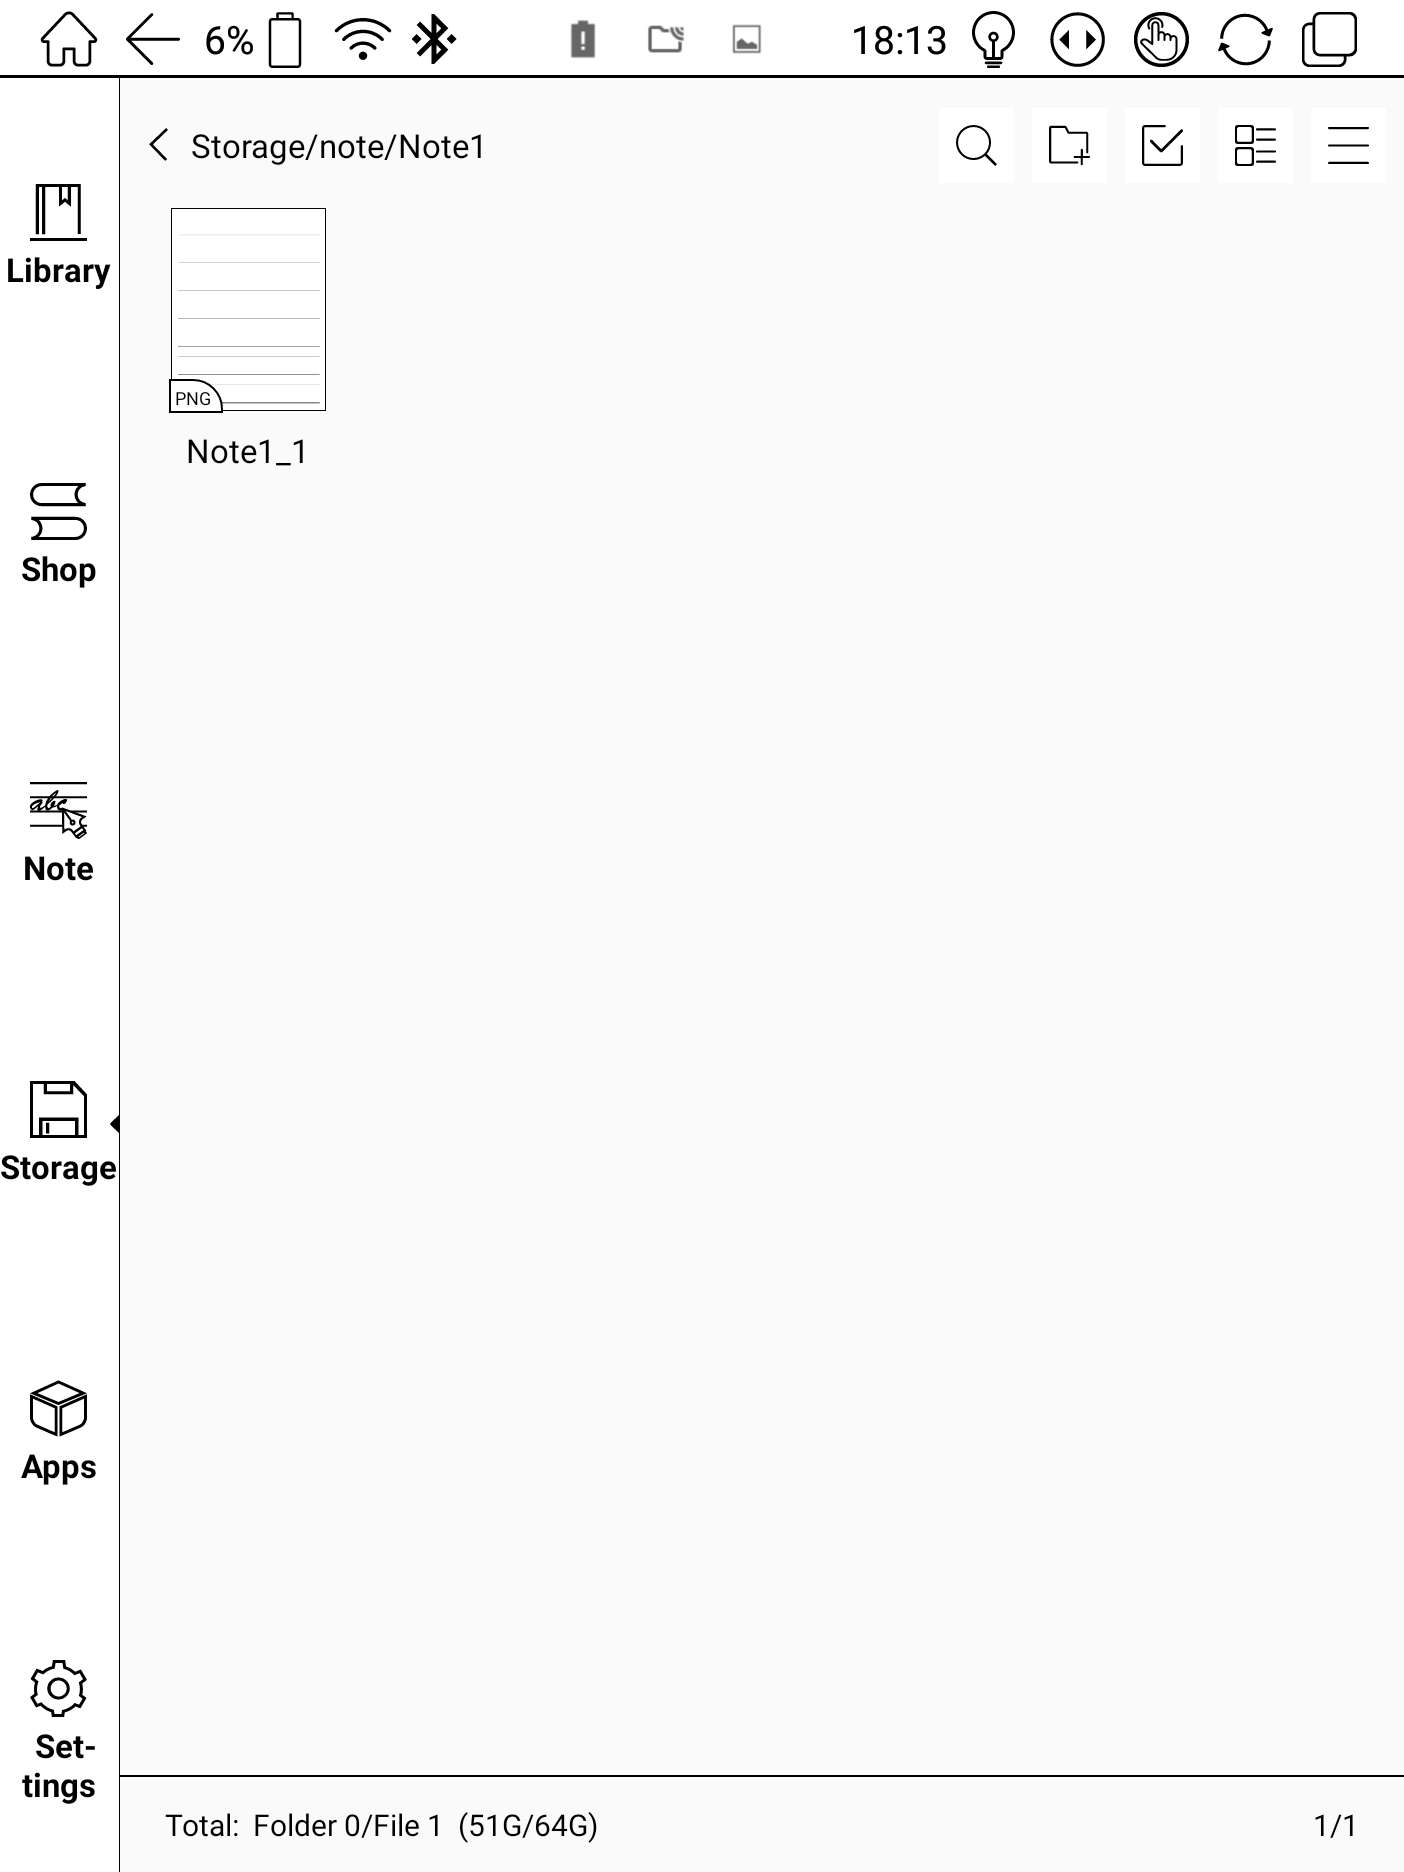 6%
18:13
Storage/note/Note1
Library
Shop
abc
Note
Storage
Apps
Set-
tings
PNG
Note1_1
Total: Folder 0/File 1 (51G/64G)
1/1